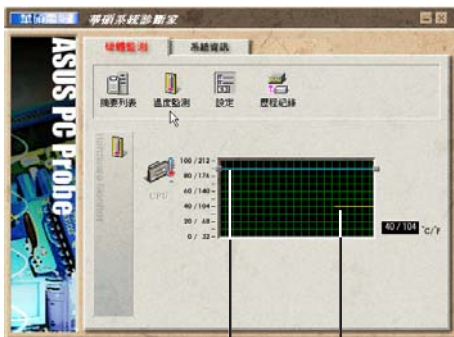 華碩系統診斷家
硬體監測
系統資訊
摘要列表
溫度監測
設定
歷程紀錄
ASUS PC Probe
Hardware Monitor
CPU
100 / 212
80 / 176
60 / 140
40 / 104
20 / 68
0 / 32
40 / 104 °C/°F